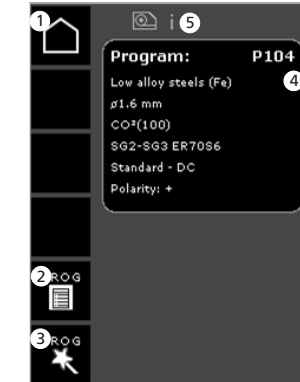 1
5
i
Program: P104
4
Low alloy steels (Fe)
ø1.6 mm
CO²(100)
SG2-SG3 ER70S6
Standard - DC
Polarity: +
2
ROG
3
ROG